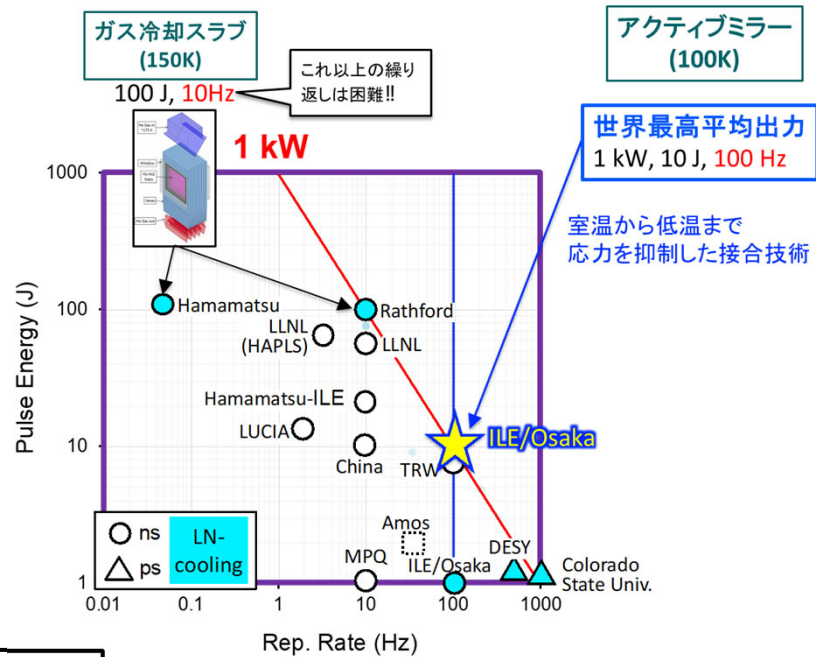 ガス冷却スラブ
(150K)
100 J, 10Hz
これ以上の繰り
返しは困難!!
アクティブミラー
(100K)
世界最高平均出力
1 kW, 10 J, 100 Hz
室温から低温まで
応力を抑制した接合技術
1 kW
Pulse Energy (J)
1000
100
10
1
Hamamatsu
Rathford
LLNL
(HAPLS)
LLNL
Hamamatsu-ILE
LUCIA
China
TRW
ILE/Osaka
Amos
MPQ
ILE/Osaka
DESY
Colorado
State Univ.
ns
ps
LN-
cooling
0.01
0.1
1
10
100
1000
Rep. Rate (Hz)